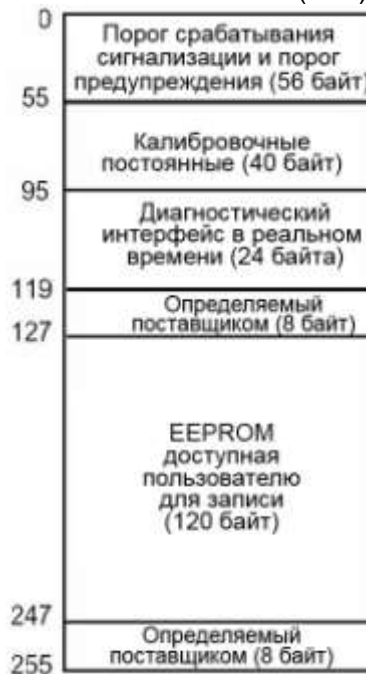 0
Порог срабатывания
сигнализации и порог
предупреждения (56 байт)
55
Калибровочные
постоянные (40 байт)
95
Диагностический
интерфейс в реальном
времени (24 байта)
119
Определяемый
поставщиком (8 байт)
127
EEPROM
доступная
пользователю
для записи
(120 байт)
247
Определяемый
поставщиком (8 байт)
255